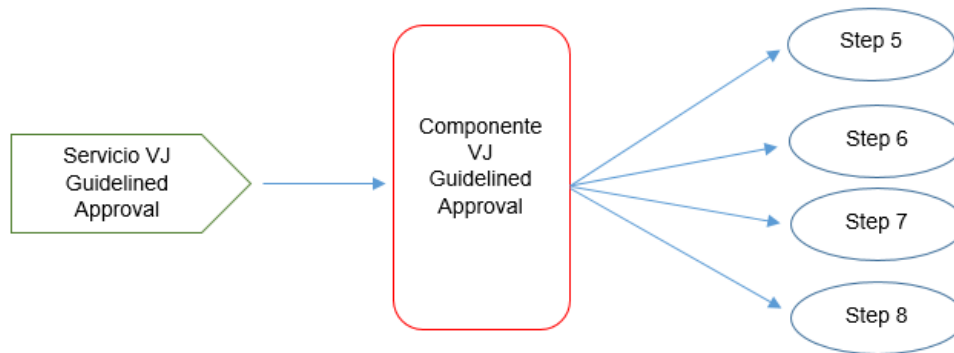 Servicio VJ
Guidelined
Approval
Componente
VJ
Guidelined
Approval
Step 5
Step 6
Step 7
Step 8